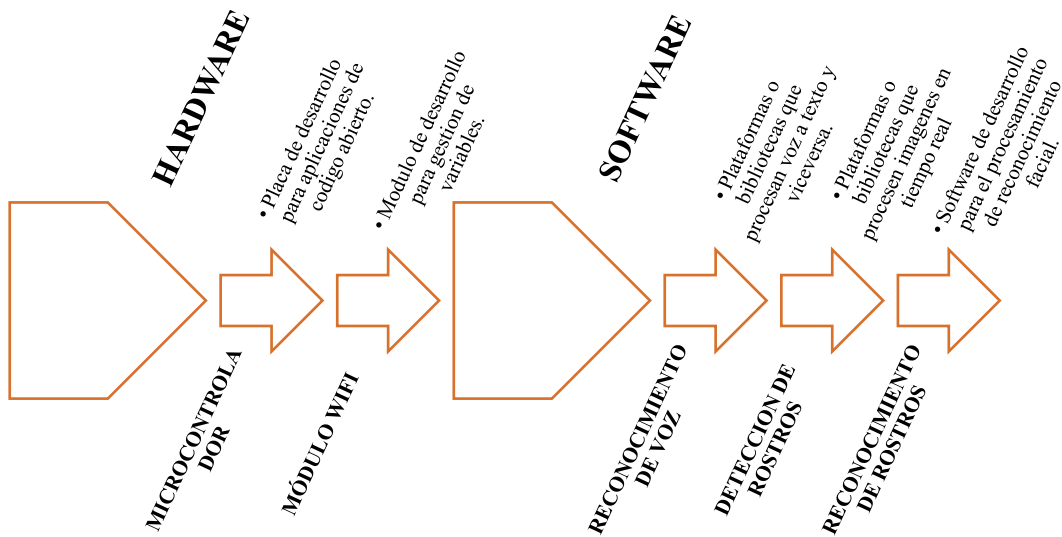 HARDWARE
MICROCONTROLA
DOR
• Placa de desarrollo
para aplicaciones de
codigo abierto.
MÓDULO WIFI
• Modulo de desarrollo
para gestion de
variables.
SOFTWARE
RECONOCIMIENTO
DE VOZ
• Plataformas o
bibliotecas que
procesan voz a texto y
viceversa.
DETECCION DE
ROSTROS
• Plataformas o
bibliotecas que
procesen imagenes en
tiempo real
RECONOCIMIENTO
DE ROSTROS
• Software de desarrollo
para el procesamiento
de reconocimiento
facial.